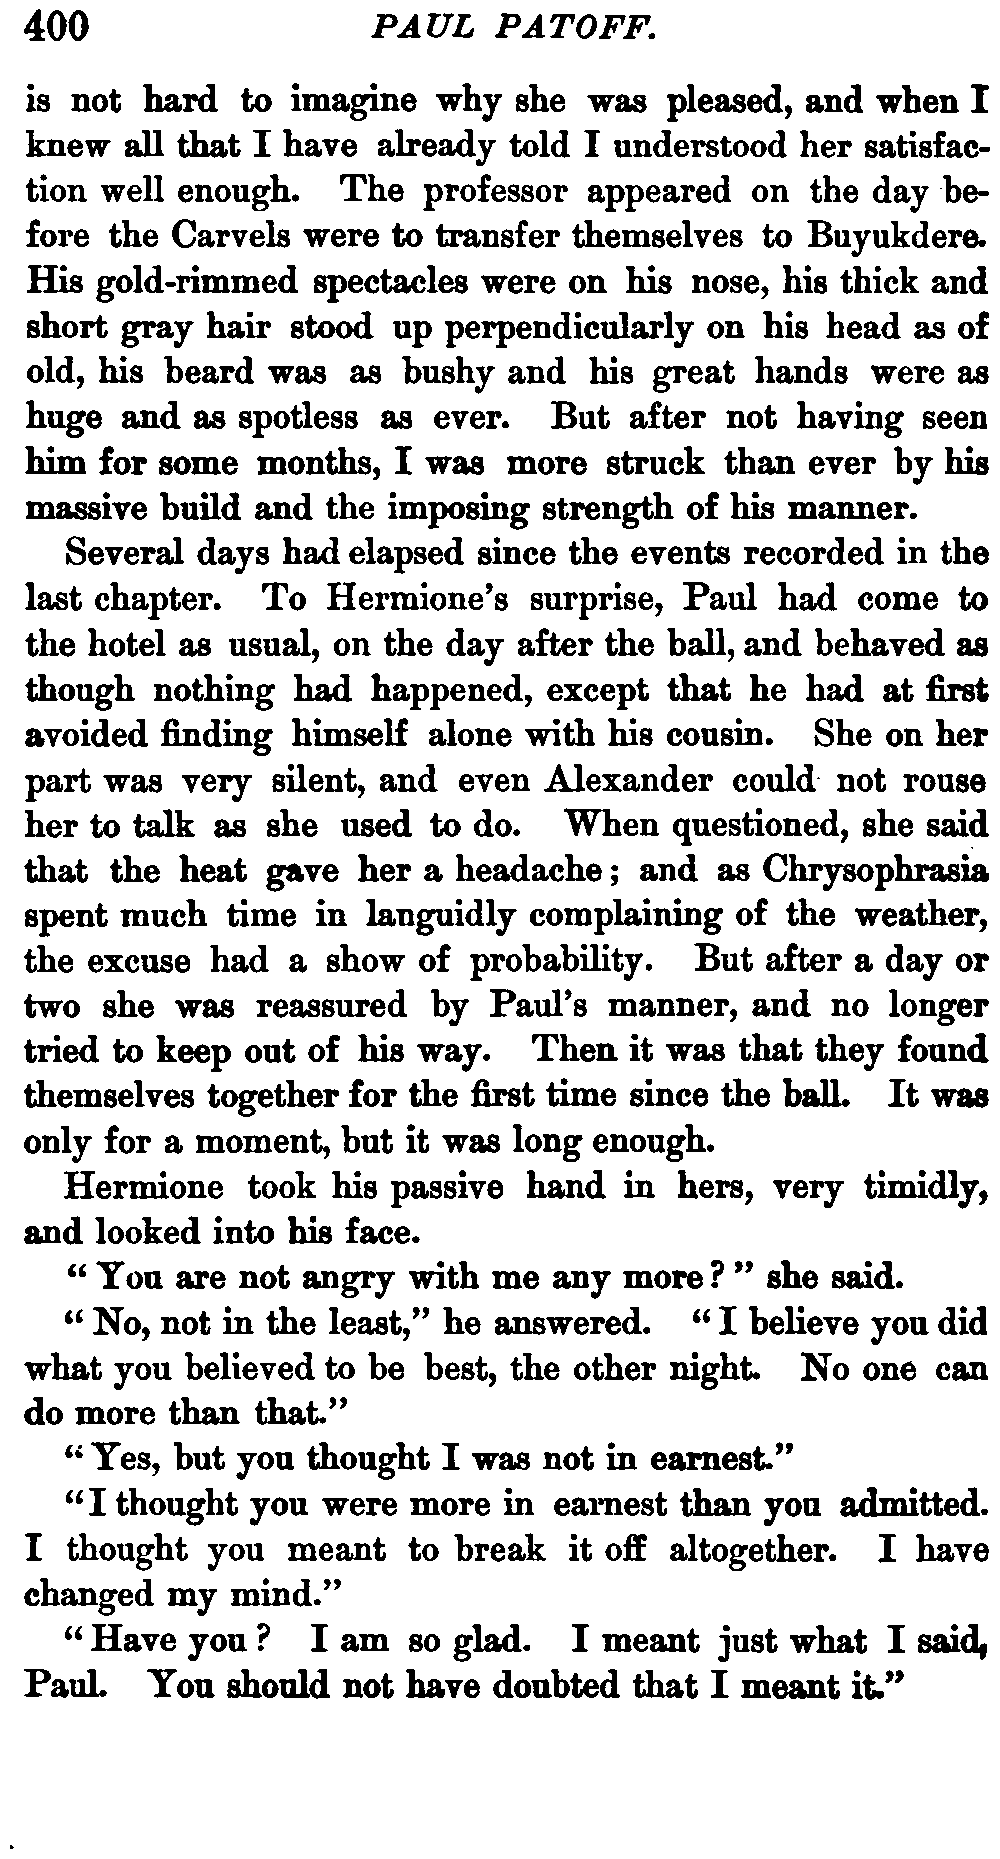 400 PAUL PATOFF.
is not hard to imagine why she was pleased, and when I
knew all that I have already told I understood her satisfac-
tion well enough. The professor appeared on the day be-
fore the Carvels were to transfer themselves to Buyukdere.
His gold-rimmed spectacles were on his nose, his thick and
short gray hair stood up perpendicularly on his head as of
old, his beard was as bushy and his great hands were as
huge and as spotless as ever. But after not having seen
him for some months, I was more struck than ever by his
massive build and the imposing strength of his manner.
Several days had elapsed since the events recorded in the
last chapter. To Hermione's surprise, Paul had come to
the hotel as usual, on the day after the ball, and behaved as
though nothing had happened, except that he had at first
avoided finding himself alone with his cousin. She on her
part was very silent, and even Alexander could not rouse
her to talk as she used to do. When questioned, she said
that the heat gave her a headache; and as Chrysophrasia
spent much time in languidly complaining of the weather,
the excuse had a show of probability. But after a day or
two she was reassured by Paul's manner, and no longer
tried to keep out of his way. Then it was that they found
themselves together for the first time since the ball. It was
only for a moment, but it was long enough.
Hermione took his passive hand in hers, very timidly,
and looked into his face.
"You are not angry with me any more?" she said.
"No, not in the least," he answered. "I believe you did
what you believed to be best, the other night. No one can
do more than that."
"Yes, but you thought I was not in earnest."
"I thought you were more in earnest than you admitted.
I thought you meant to break it off altogether. I have
changed my mind."
"Have you? I am so glad. I meant just what I said,
Paul. You should not have doubted that I meant it."